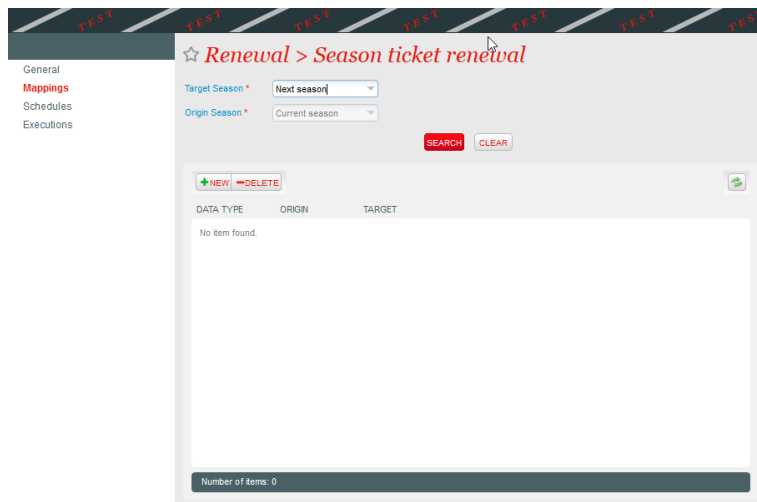 TEST TEST TEST TEST TEST TEST TES
Renewal > Season ticket renewal
General
Mappings
Schedules
Executions
Target Season * Next season
Origin Season * Current season
SEARCH CLEAR
NEW DELETE
DATA TYPE ORIGIN TARGET
No item found.
Number of items: 0